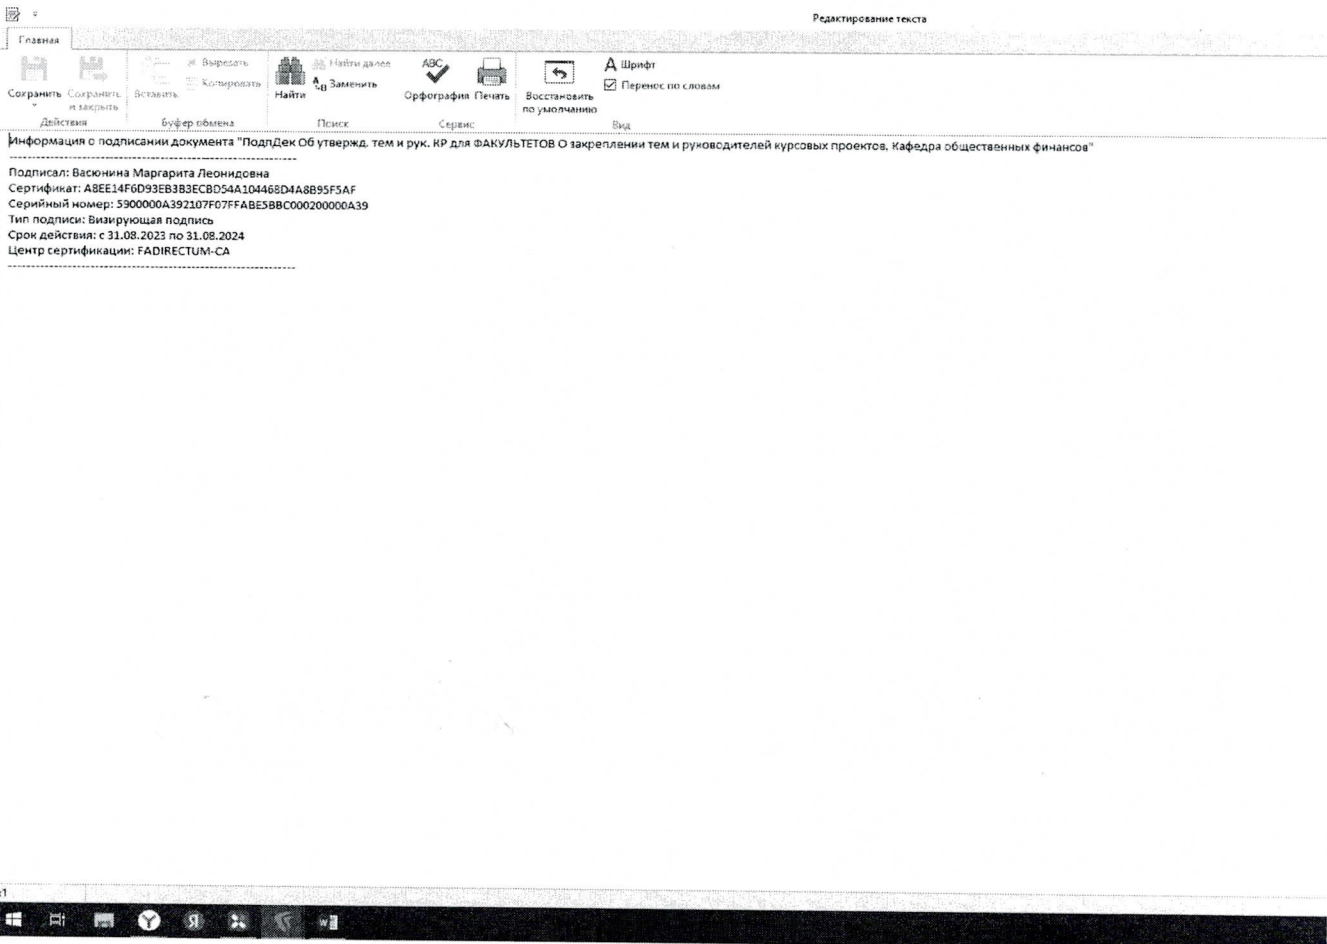 Редактирование текста
Главная
Сохранить
Сохранить и закрыть
Действия
Вставить
Вырезать
Копировать
Буфер обмена
Найти
Найти далее
Заменить
Поиск
ABC
Орфография
Печать
Сервис
Восстановить по умолчанию
Шрифт
Перенос по словам
Вид
Информация о подписании документа "ПодпДек Об утвержд. тем и рук. КР для ФАКУЛЬТЕТОВ О закреплении тем и руководителей курсовых проектов, Кафедра общественных финансов"
Подписал: Васюнина Маргарита Леонидовна
Сертификат: A8EE14F6D93EB3B3ECBD54A104468D4A8B95F5AF
Серийный номер: 5900000A392107F07FFABE5BBC000200000A39
Тип подписи: Визирующая подпись
Срок действия: с 31.08.2023 по 31.08.2024
Центр сертификации: FADIRECTUM-CA